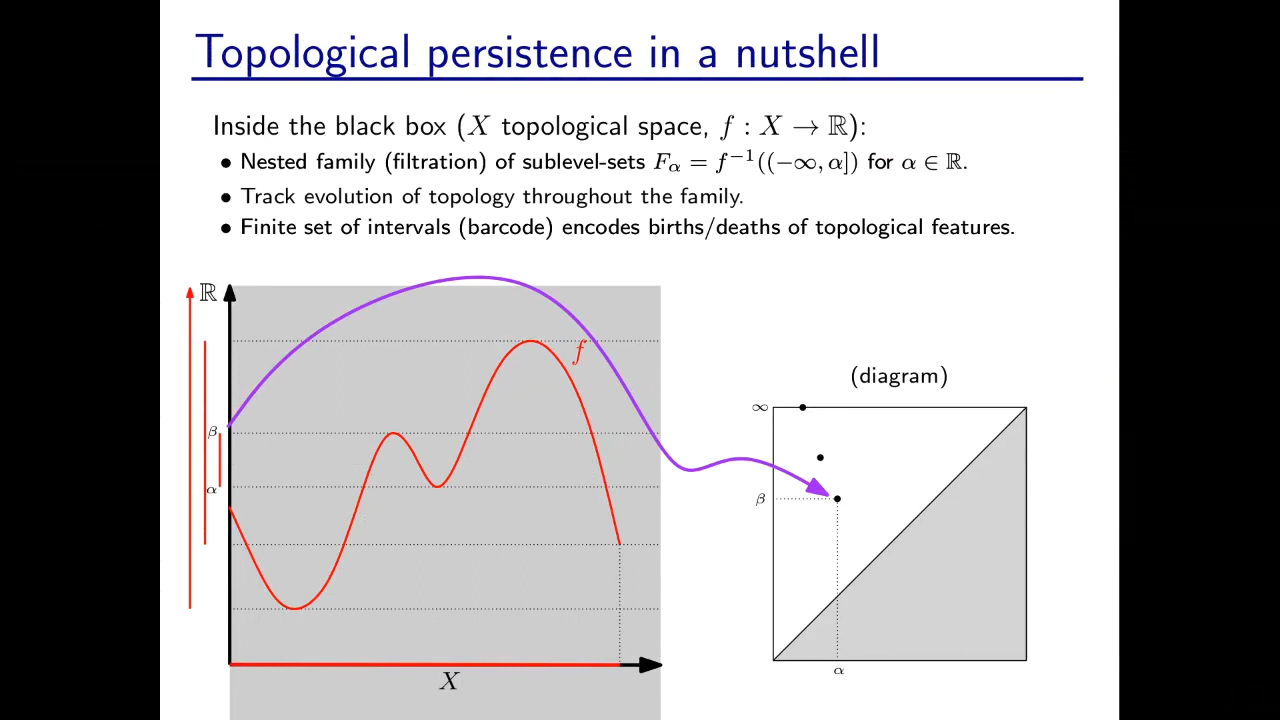 Topological persistence in a nutshell
Inside the black box (X topological space, f : X → ℝ):
• Nested family (filtration) of sublevel-sets F_α = f⁻¹((−∞, α]) for α ∈ ℝ.
• Track evolution of topology throughout the family.
• Finite set of intervals (barcode) encodes births/deaths of topological features.
ℝ
f
β
α
X
(diagram)
∞
β
α